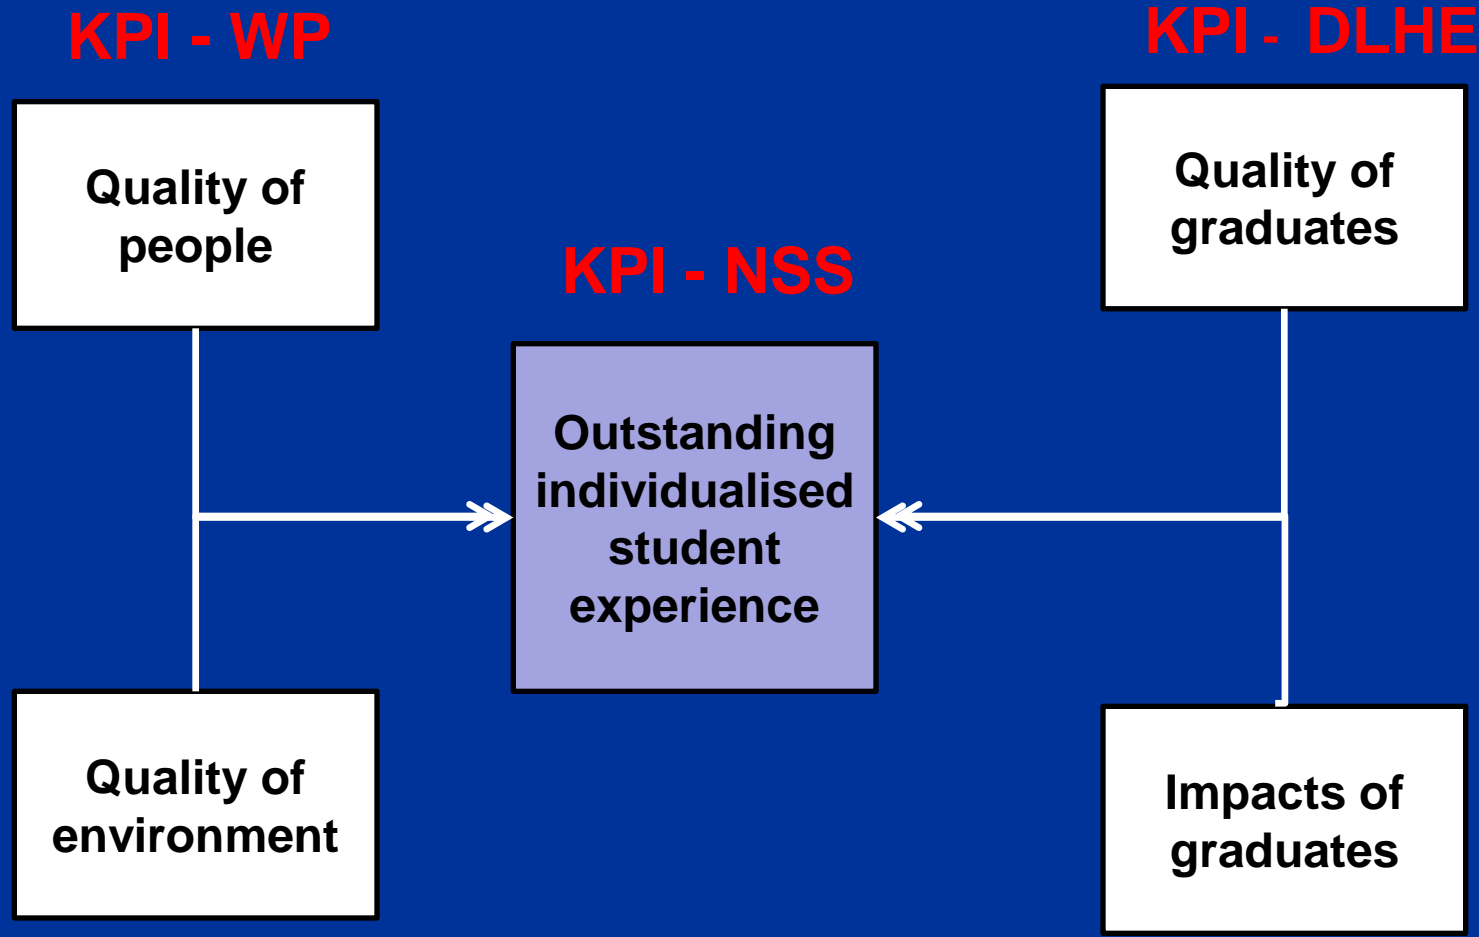 KPI - WP
KPI - DLHE
Quality of
people
Quality of
graduates
KPI - NSS
Outstanding
individualised
student
experience
Quality of
environment
Impacts of
graduates